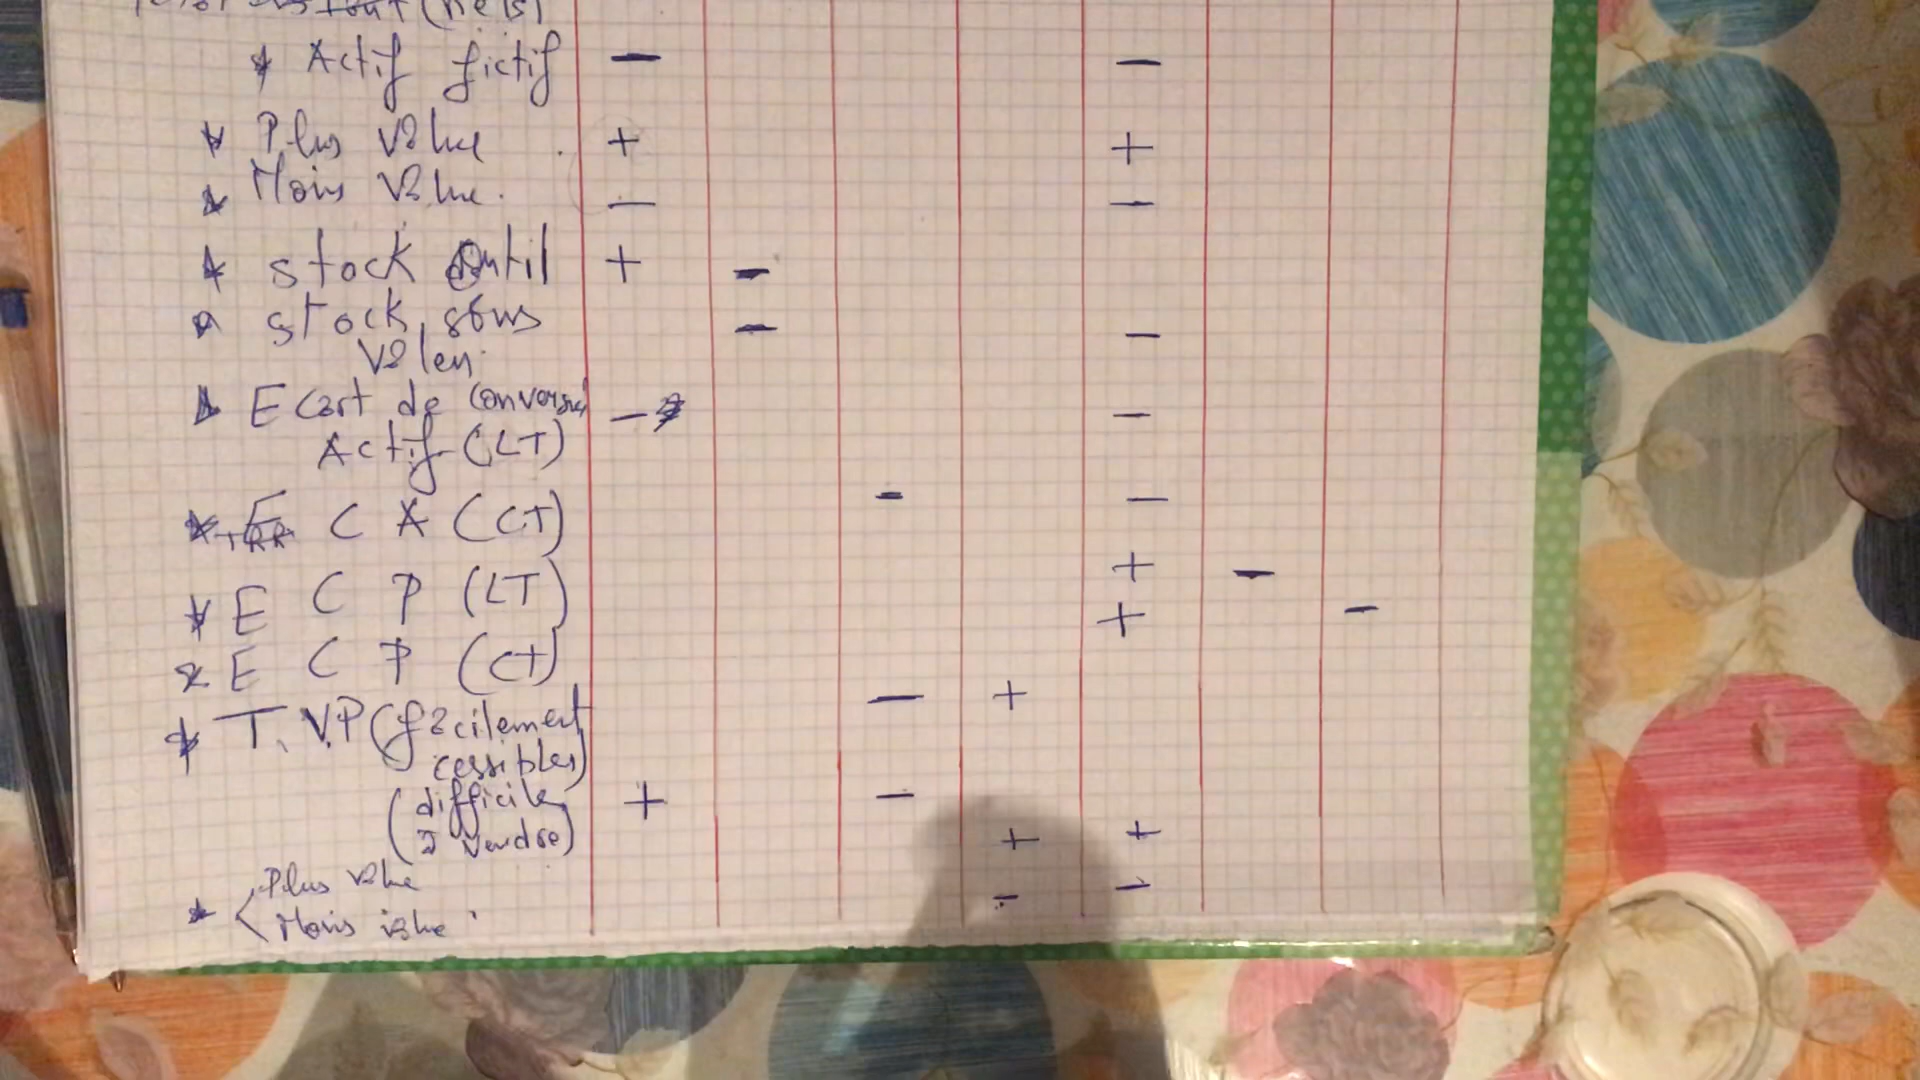 * Actif fictif — —
* Plus value + +
* Moins value. — —
* stock outil + -
* stock sous - —
valeur
* Ecart de conversion — —
Actif (LT)
* E C A (CT) - —
* E C P (LT) + -
* E C P (CT) + -
* T.V.P (facilement — +
cessibles)
(difficile + —
à vendre)
* Plus value + +
Moins value - —